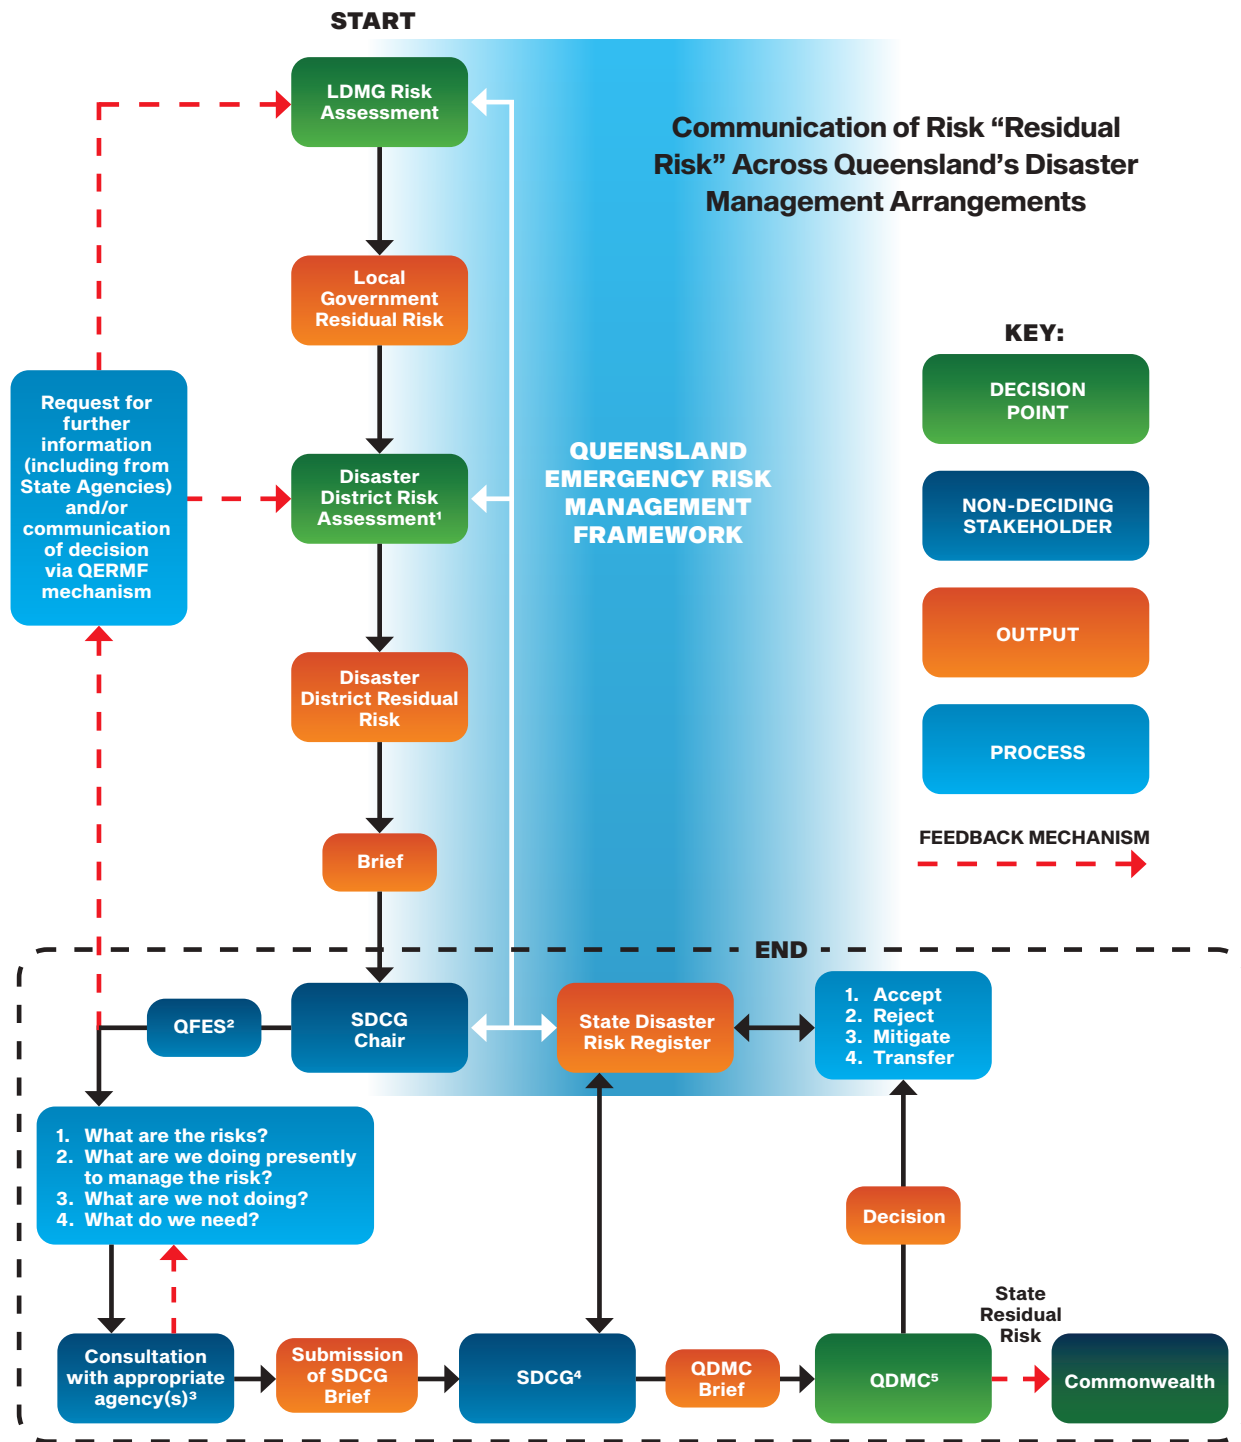 START
LDMG Risk
Assessment
Communication of Risk “Residual
Risk” Across Queensland’s Disaster
Management Arrangements
Local
Government
Residual Risk
KEY:
DECISION
POINT
Request for
further
information
(including from
State Agencies)
and/or
communication
of decision
via QERMF
mechanism
Disaster
District Risk
Assessment¹
QUEENSLAND
EMERGENCY RISK
MANAGEMENT
FRAMEWORK
NON-DECIDING
STAKEHOLDER
OUTPUT
Disaster
District Residual
Risk
PROCESS
FEEDBACK MECHANISM
Brief
END
QFES²
SDCG
Chair
State Disaster
Risk Register
1. Accept
2. Reject
3. Mitigate
4. Transfer
1. What are the risks?
2. What are we doing presently
to manage the risk?
3. What are we not doing?
4. What do we need?
Decision
State
Residual
Risk
Consultation
with appropriate
agency(s)³
Submission
of SDCG
Brief
SDCG⁴
QDMC
Brief
QDMC⁵
Commonwealth